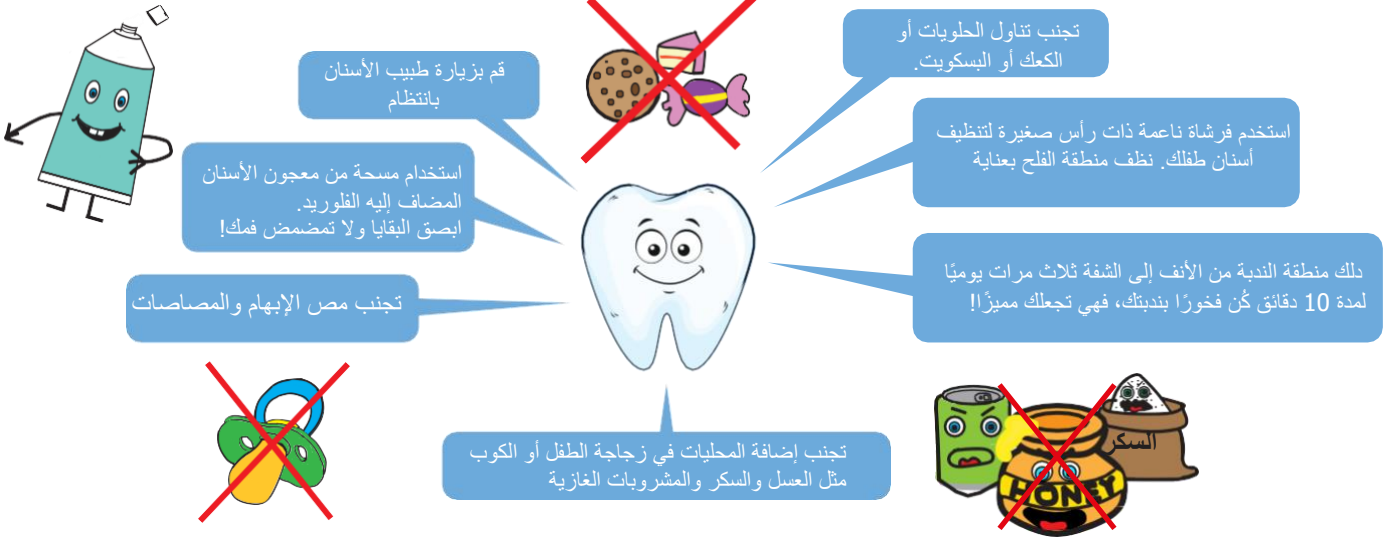 تجنب تناول الحلويات أو
الكعك أو البسكويت.
قم بزيارة طبيب الأسنان
بانتظام
استخدم فرشاة ناعمة ذات رأس صغيرة لتنظيف
أسنان طفلك. نظف منطقة الفلح بعناية
استخدام مسحة من معجون الأسنان
المضاف إليه الفلوريد.
ابصق البقايا ولا تمضمض فمك!
دلك منطقة الندبة من الأنف إلى الشفة ثلاث مرات يوميًا
لمدة 10 دقائق كُن فخورًا بندبتك، فهي تجعلك مميزًا!
تجنب مص الإبهام والمصاصات
تجنب إضافة المحليات في زجاجة الطفل أو الكوب
مثل العسل والسكر والمشروبات الغازية
السكر
HONEY